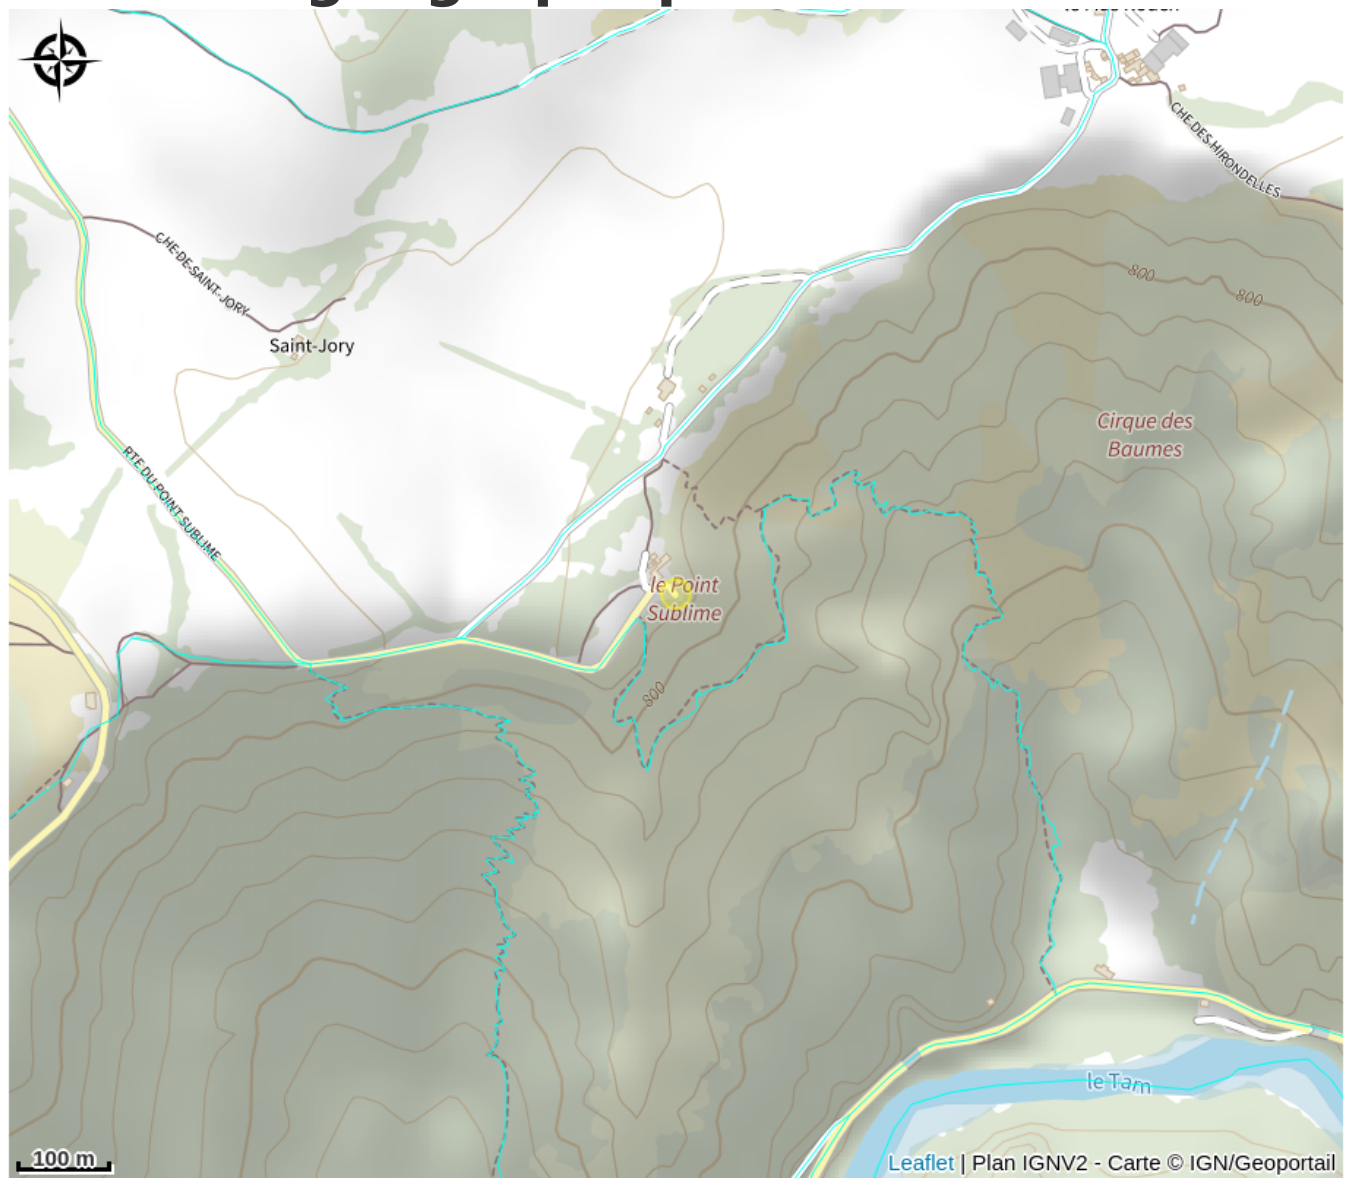 CHE DES HIRONDELLES
CHE-DE-SAINT-JORY
800
800
Saint-Jory
Cirque des
Baumes
RTE DU POINT SUBLIME
le Point
Sublime
800
le Tarn
100 m
Leaflet | Plan IGNV2 - Carte © IGN/Geoportail